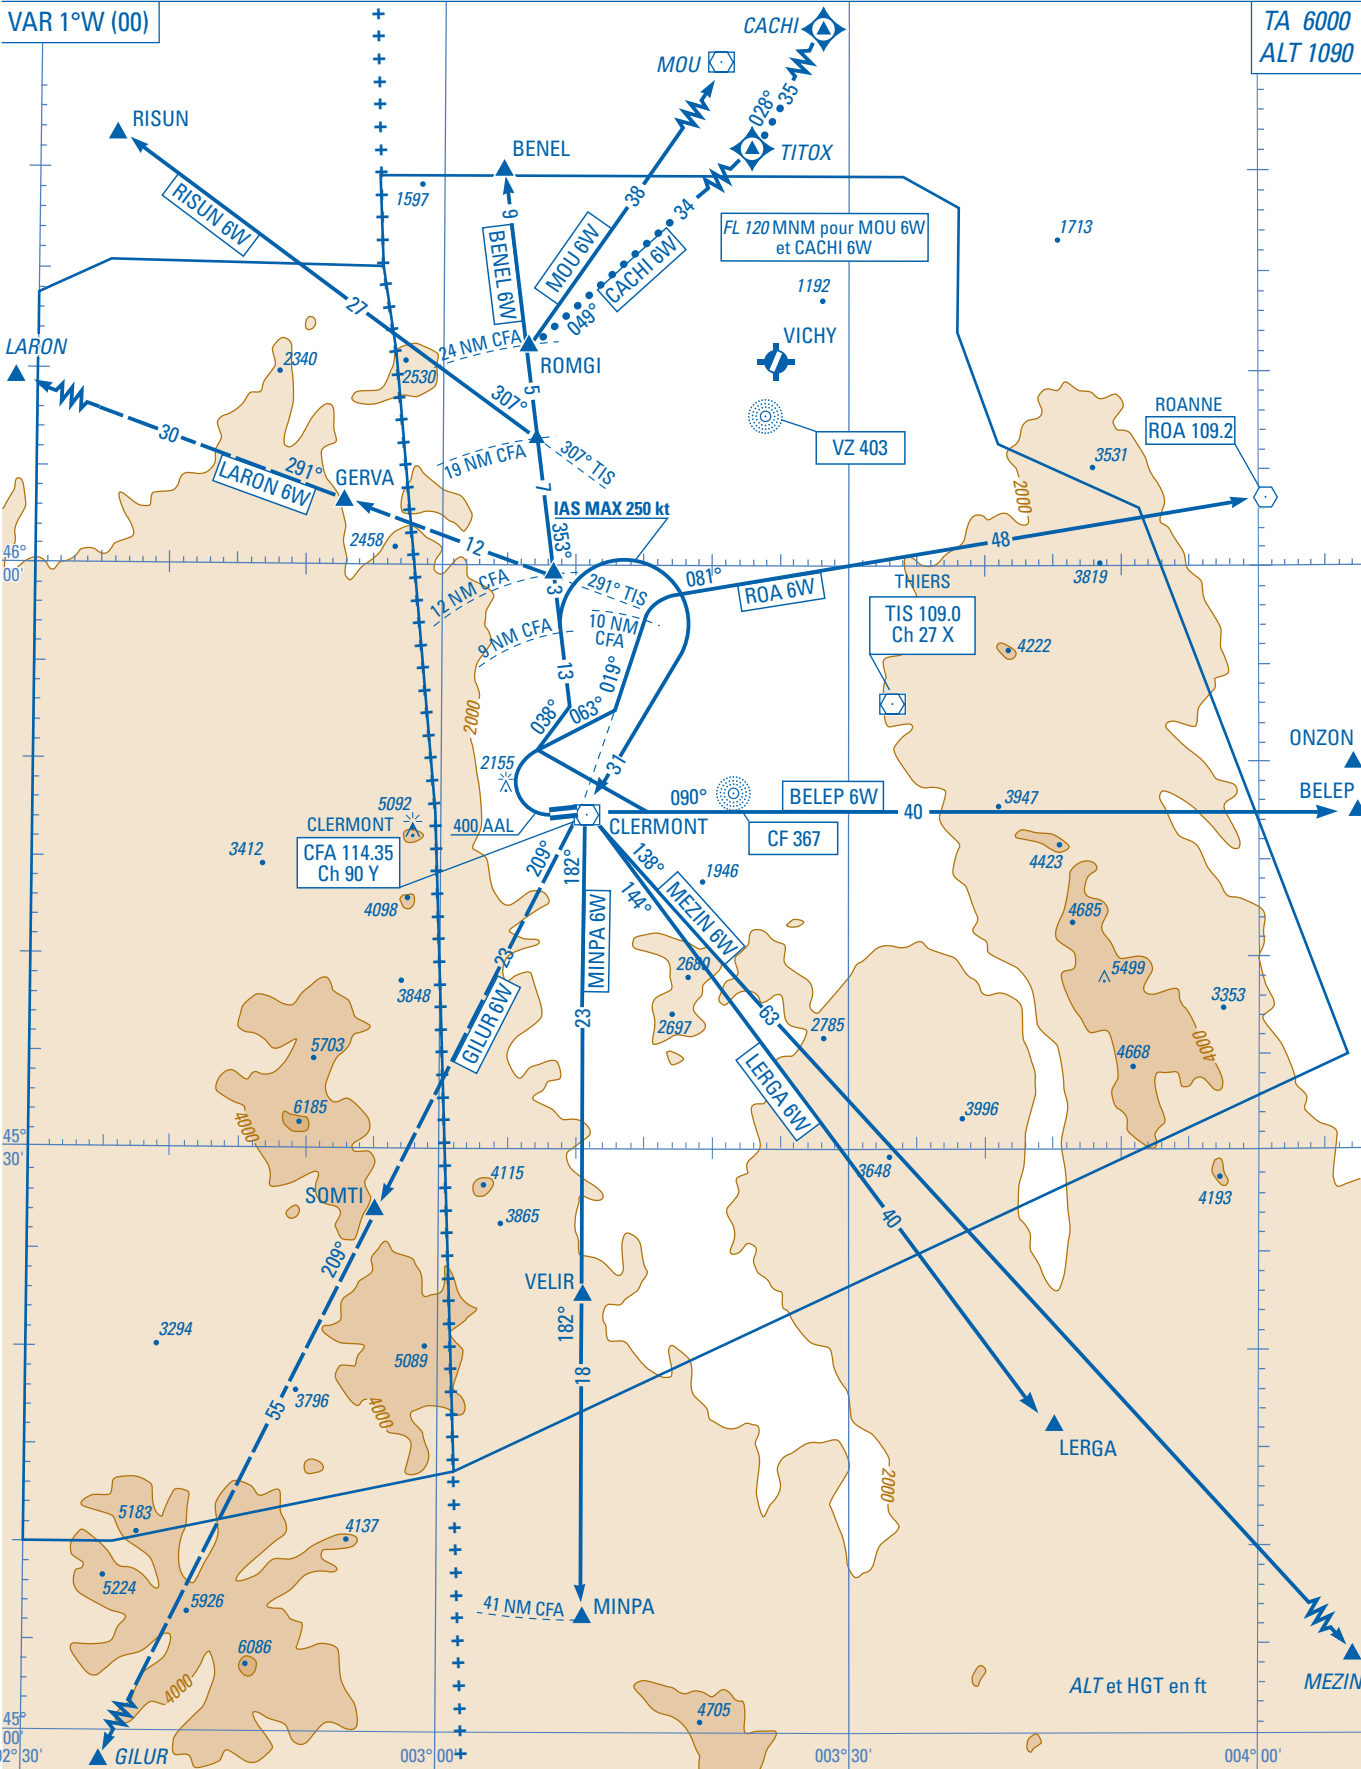 VAR 1°W (00)
TA 6000
ALT 1090
CACHI
MOU
028°
35
RISUN
TITOX
BENEL
1597
RISUN 6W
9
BENEL 6W
38
34
MOU 6W
CACHI 6W
049°
FL 120 MNM pour MOU 6W
et CACHI 6W
1713
1192
VICHY
27
24 NM CFA
ROMGI
LARON
2340
2530
5
307°
19 NM CFA
307° TIS
VZ 403
ROANNE
ROA 109.2
30
291°
LARON 6W
GERVA
3531
2000
7
IAS MAX 250 kt
2458
12
353°
48
46°
00'
12 NM CFA
3
291° TIS
081°
ROA 6W
THIERS
3819
TIS 109.0
Ch 27 X
9 NM CFA
10 NM
CFA
4222
13
019°
2000
038°
063°
ONZON
2155
31
5092
090°
BELEP 6W
40
3947
BELEP
CLERMONT
400 AAL
CLERMONT
CF 367
3412
CFA 114.35
Ch 90 Y
209°
182°
138°
144°
1946
4423
4098
MINPA 6W
MEZIN 6W
4685
23
2680
5499
3848
GILUR 6W
23
2697
63
2785
3353
5703
LERGA 6W
4000
4668
6185
4000
3996
45°
30'
3648
4115
4193
SOMTI
3865
40
209°
VELIR
182°
3294
5089
18
3796
55
4000
LERGA
2000
5183
4137
5224
5926
41 NM CFA
MINPA
6086
4000
ALT et HGT en ft
MEZIN
4705
45°
00'
GILUR
02°30'
003°00'
003°30'
004°00'